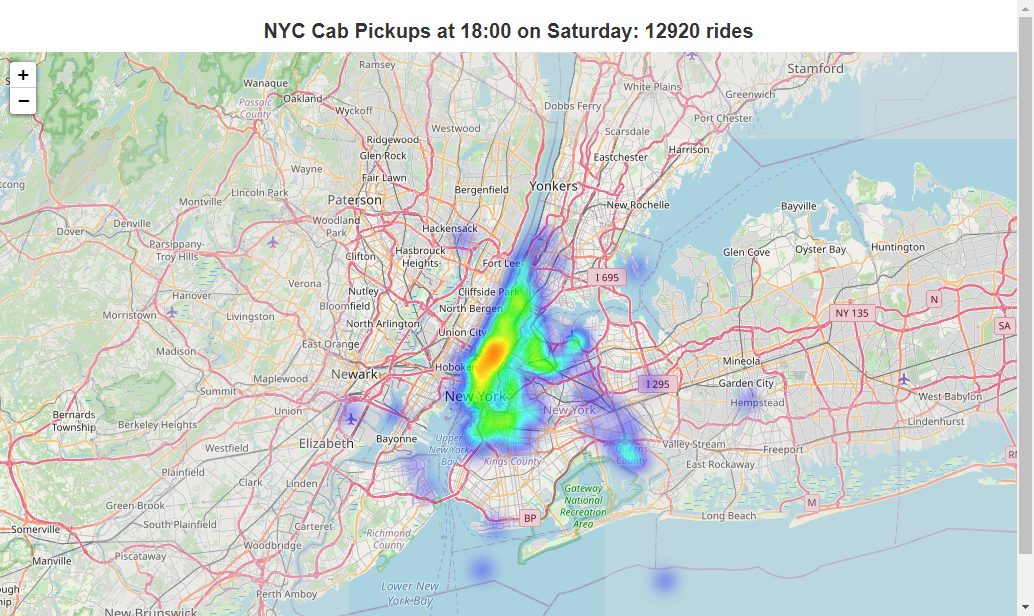 NYC Cab Pickups at 18:00 on Saturday: 12920 rides
+
−
Ramsey
Stamford
Wanaque
Oakland
White Plains
Greenwich
Passaic
County
Wyckoff
Dobbs Ferry
Port Chester
Westwood
Scarsdale
Ridgewood
Glen Rock
Eastchester
Harrison
Wayne
Fair Lawn
Lincoln Park
Bergenfield
Yonkers
Montville
Paterson
New Rochelle
Bayville
Denville
Woodland
Park
Hackensack
Dover
Parsippany-
Troy Hills
Clifton
Hasbrouck
Heights
Fort Lee
Glen Cove
Oyster Bay
Huntington
I 695
Verona
Nutley
Cliffside Park
Hanover
Bloomfield
North Bergen
N
NY 135
Morristown
Livingston
North Arlington
Union City
SA
East Orange
Madison
Hoboken
Mineola
Newark
Maplewood
I 295
Garden City
Summit
New York
Hempstead
West Babylon
Union
New York
Bernards
Township
Berkeley Heights
Lindenhurst
Elizabeth
Bayonne
Upper
New York
Bay
Valley Stream
Freeport
Westfield
Kings County
Queens
County
East Rockaway
Plainfield
Clark
Linden
Gateway
National
Recreation
Area
M
Green Brook
Long Beach
BP
South Plainfield
Somerville
Carteret
Richmond
County
Woodbridge
Manville
Piscataway
Perth Amboy
Lower New
York Bay
New Brunswick